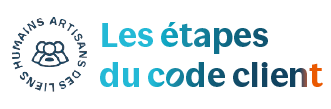 ARTISANS DES LIENS HUMAINS
Les étapes
du code client